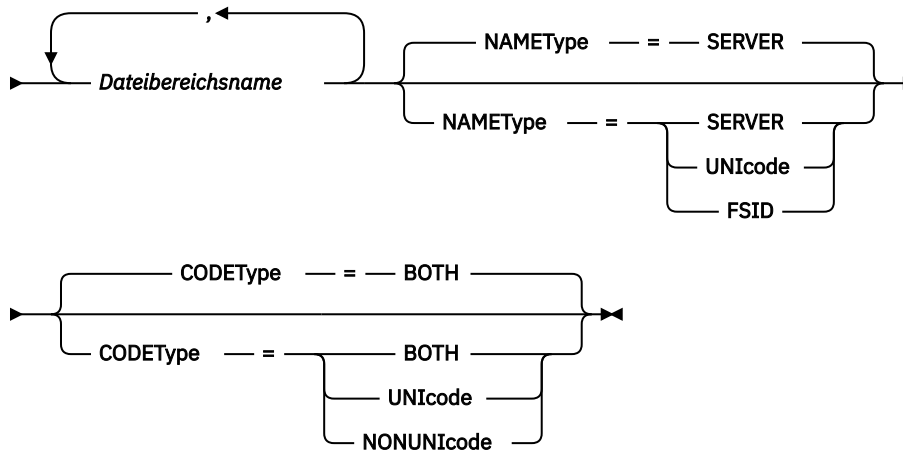 ,
Dateibereichsname
NAMEType = SERVER
NAMEType = SERVER
UNIcode
FSID
CODEType = BOTH
CODEType = BOTH
UNIcode
NONUNIcode